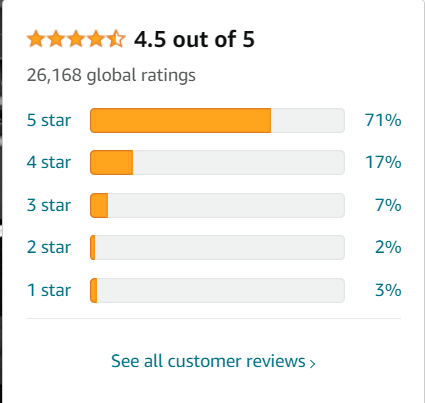 4.5 out of 5
26,168 global ratings
5 star 71%
4 star 17%
3 star 7%
2 star 2%
1 star 3%
See all customer reviews ›